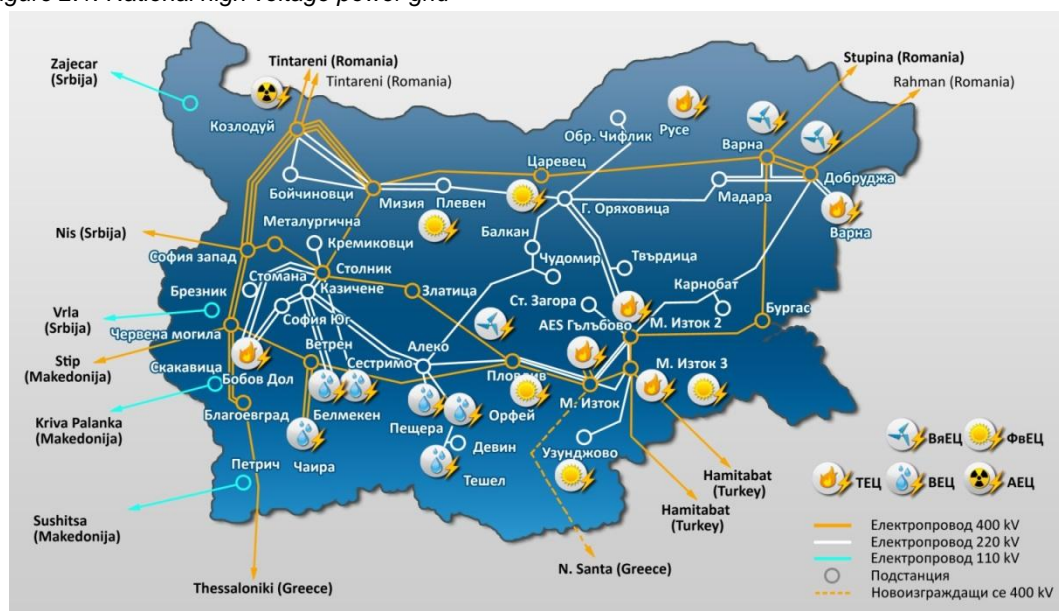 Figure 2.4: National high voltage power grid
Zajecar
(Srbija)
Tintareni (Romania)
Tintareni (Romania)
Stupina (Romania)
Rahman (Romania)
Козлодуй
Обр. Чифлик
Русе
Варна
Царевец
Добруджа
Бойчиновци
Мизия
Плевен
Мадара
Варна
Металургична
Г. Оряховица
Nis (Srbija)
Кремиковци
Балкан
София запад
Столник
Чудомир
Твърдица
Стомана
Брезник
Казичене
Златица
Карнобат
Ст. Загора
Бургас
Vrla
(Srbija)
София Юг
AES Гълъбово
М. Изток 2
Червена могила
Ветрен
Алеко
Stip
(Makedonija)
Сестримо
Скакавица
Бобов Дол
Пловдив
М. Изток 3
Благоевград
Белмекен
Орфей
М. Изток
Kriva Palanka
(Makedonija)
Пещера
ВяЕЦ
ФвЕЦ
Петрич
Чаира
Девин
Узунджово
Тешел
Hamitabat
(Turkey)
ТЕЦ
ВЕЦ
АЕЦ
Sushitsa
(Makedonija)
Hamitabat
(Turkey)
Електропровод 400 kV
Електропровод 220 kV
Електропровод 110 kV
N. Santa (Greece)
Подстанция
Thessaloniki (Greece)
Новоизграждащи се 400 kV